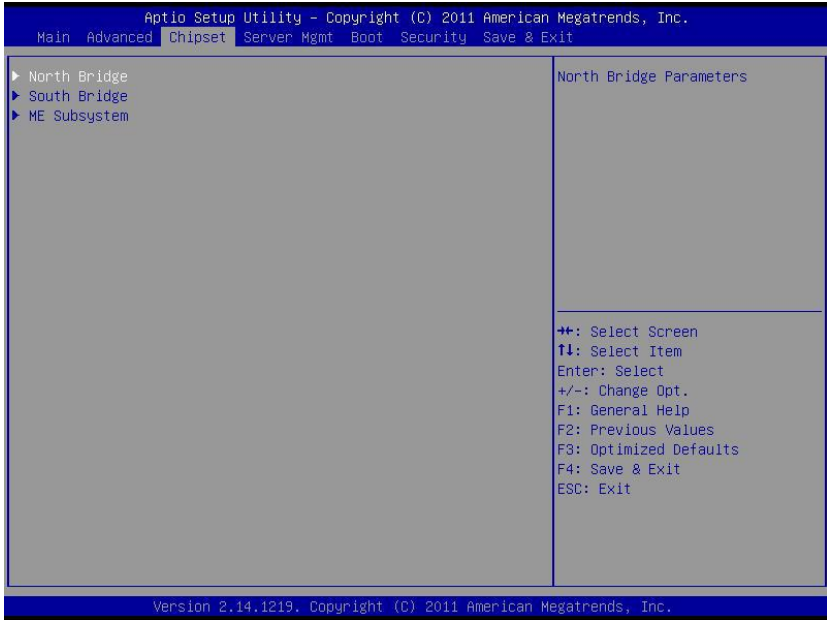 Aptio Setup Utility – Copyright (C) 2011 American Megatrends, Inc.
Main Advanced Chipset Server Mgmt Boot Security Save & Exit
▶ North Bridge
▶ South Bridge
▶ ME Subsystem
North Bridge Parameters
→←: Select Screen
↑↓: Select Item
Enter: Select
+/-: Change Opt.
F1: General Help
F2: Previous Values
F3: Optimized Defaults
F4: Save & Exit
ESC: Exit
Version 2.14.1219. Copyright (C) 2011 American Megatrends, Inc.